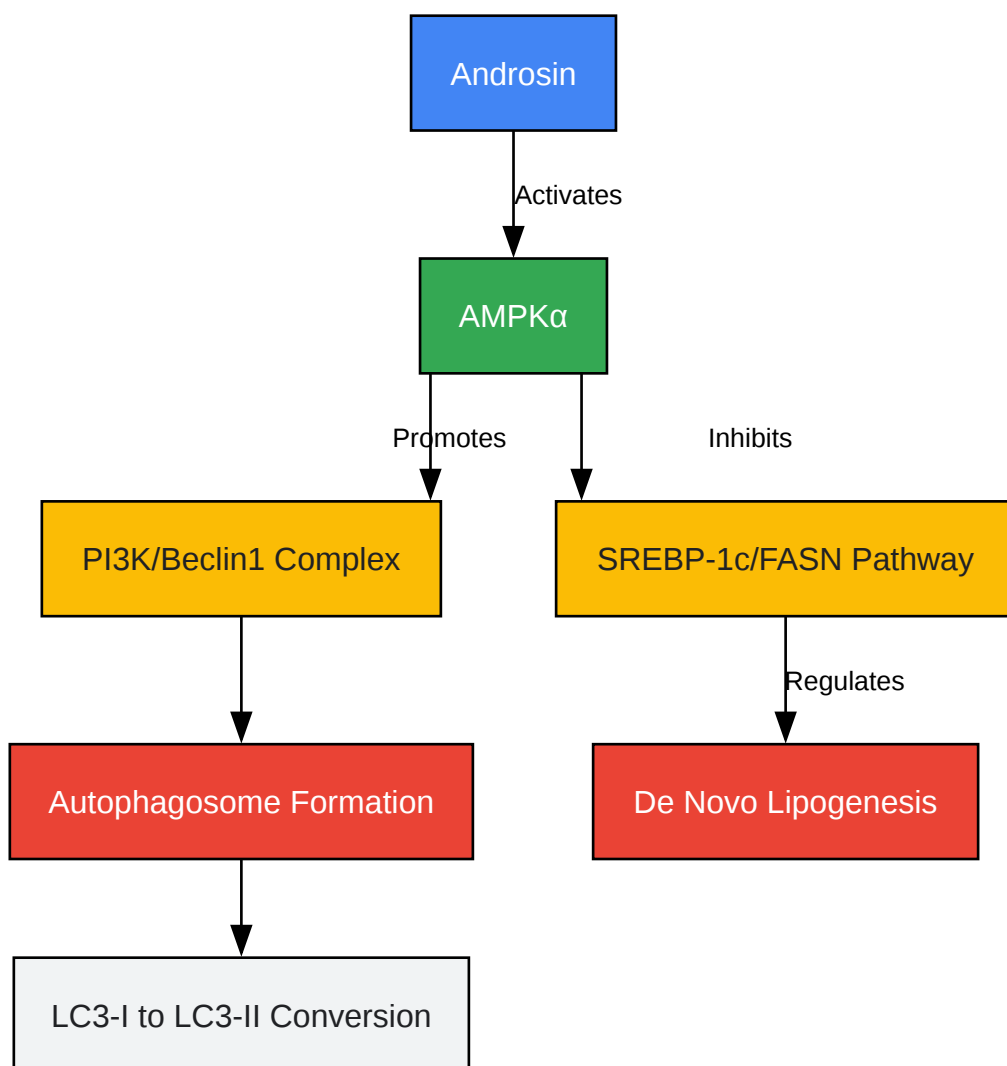 Androsin
Activates
AMPKα
Promotes
Inhibits
PI3K/Beclin1 Complex
SREBP-1c/FASN Pathway
Regulates
Autophagosome Formation
De Novo Lipogenesis
LC3-I to LC3-II Conversion